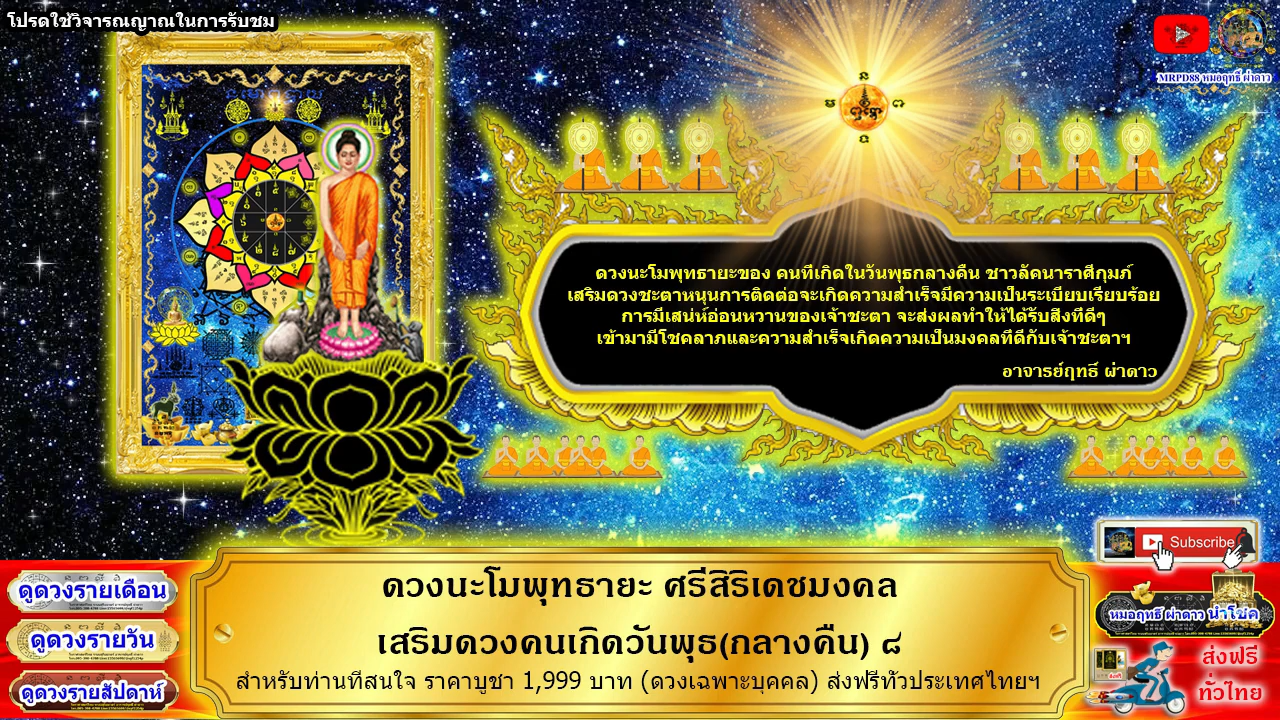 โปรดใช้วิจารณญาณในการรับชม
MRPD88 หมอฤทธิ์ ผ่าดาว
ดวงนะโมพุทธายะของ คนที่เกิดในวันพุธกลางคืน ชาวลัคนาราศีกุมภ์
เสริมดวงชะตาหนุนการติดต่อจะเกิดความสำเร็จมีความเป็นระเบียบเรียบร้อย
การมีเสน่ห์อ่อนหวานของเจ้าชะตา จะส่งผลทำให้ได้รับสิ่งที่ดีๆ
เข้ามามีโชคลาภและความสำเร็จเกิดความเป็นมงคลที่ดีกับเจ้าชะตาฯ
อาจารย์ฤทธิ์ ผ่าดาว
Subscribe
ดูดวงรายเดือน
ดูดวงรายวัน
ดูดวงรายสัปดาห์
ดวงนะโมพุทธายะ ศรีสิริเดชมงคล
เสริมดวงคนเกิดวันพุธ(กลางคืน) ๘
สำหรับท่านที่สนใจ ราคาบูชา 1,999 บาท (ดวงเฉพาะบุคคล) ส่งฟรีทั่วประเทศไทยฯ
หมอฤทธิ์ ผ่าดาว นำโชค
ส่งฟรี
ทั่วไทย